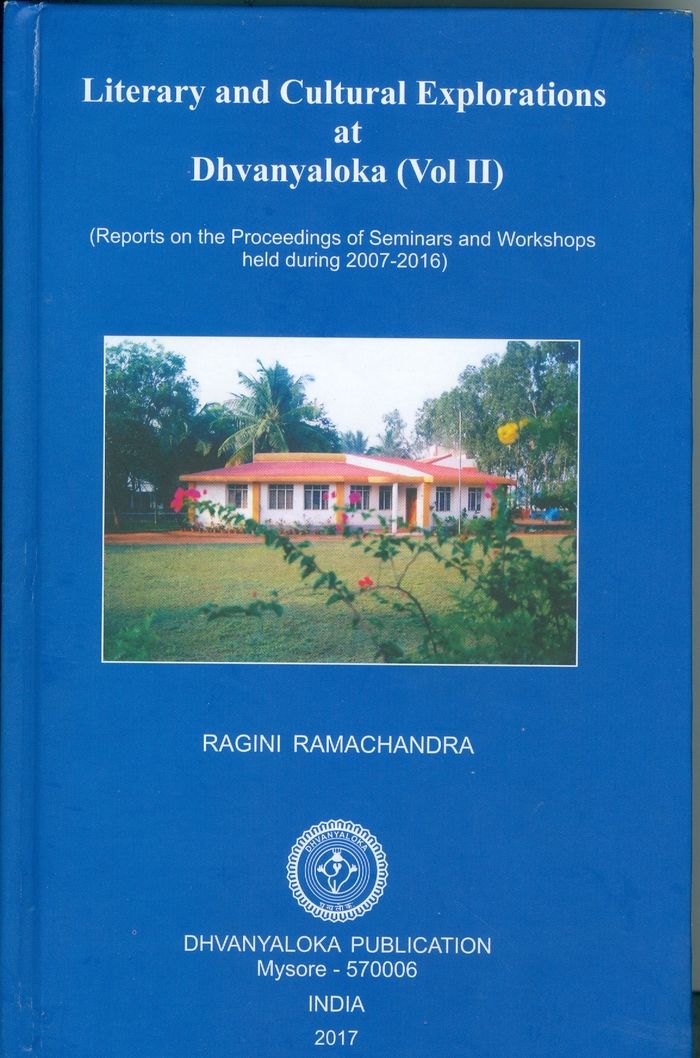 Literary and Cultural Explorations
at
Dhvanyaloka (Vol II)
(Reports on the Proceedings of Seminars and Workshops
held during 2007-2016)
RAGINI RAMACHANDRA
DHVANYALOKA
DHVANYALOKA PUBLICATION
Mysore - 570006
INDIA
2017